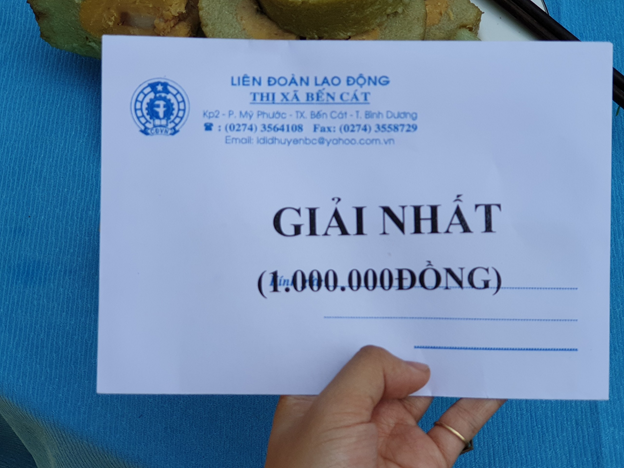 LIÊN ĐOÀN LAO ĐỘNG
THỊ XÃ BẾN CÁT
Kp2 - P. Mỹ Phước - TX. Bến Cát - T. Bình Dương
☎ : (0274) 3564108 Fax: (0274) 3558729
Email: ldldhuyenbc@yahoo.com.vn
GIẢI NHẤT
(1.000.000ĐỒNG)